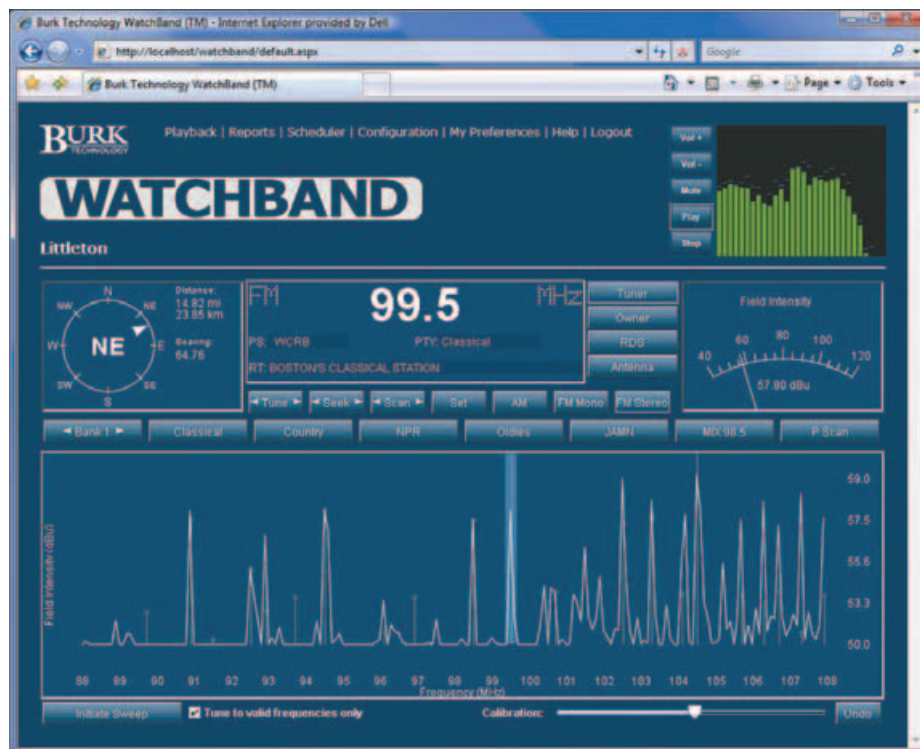 Burk Technology WatchBand (TM) - Internet Explorer provided by Dell
http://localhost/watchband/default.aspx
Google
Burk Technology WatchBand (TM)
Page
Tools
BURK
TECHNOLOGY
Playback | Reports | Scheduler | Configuration | My Preferences | Help | Logout
Vol +
Vol -
Mute
Play
Stop
WATCHBAND
Littleton
N
NE
E
SE
S
SW
W
NW
NE
Distance:
14.82 mi
23.85 km
Bearing:
64.76
FM
99.5
MHz
PS: WCRB
PTY: Classical
RT: BOSTON'S CLASSICAL STATION
Tuner
Owner
RDS
Antenna
Field Intensity
40 60 80 100 120
57.80 dBu
Tune
Seek
Scan
Set
AM
FM Mono
FM Stereo
Bank 1
Classical
Country
NPR
Oldies
JAMN
MIX 98.5
P.Scan
Field Intensity (dBu)
59.0
57.5
55.6
53.3
50.0
88 89 90 91 92 93 94 95 96 97 98 99 100 101 102 103 104 105 106 107 108
Frequency (MHz)
Initiate Sweep
Tune to valid frequencies only
Calibration:
Undo